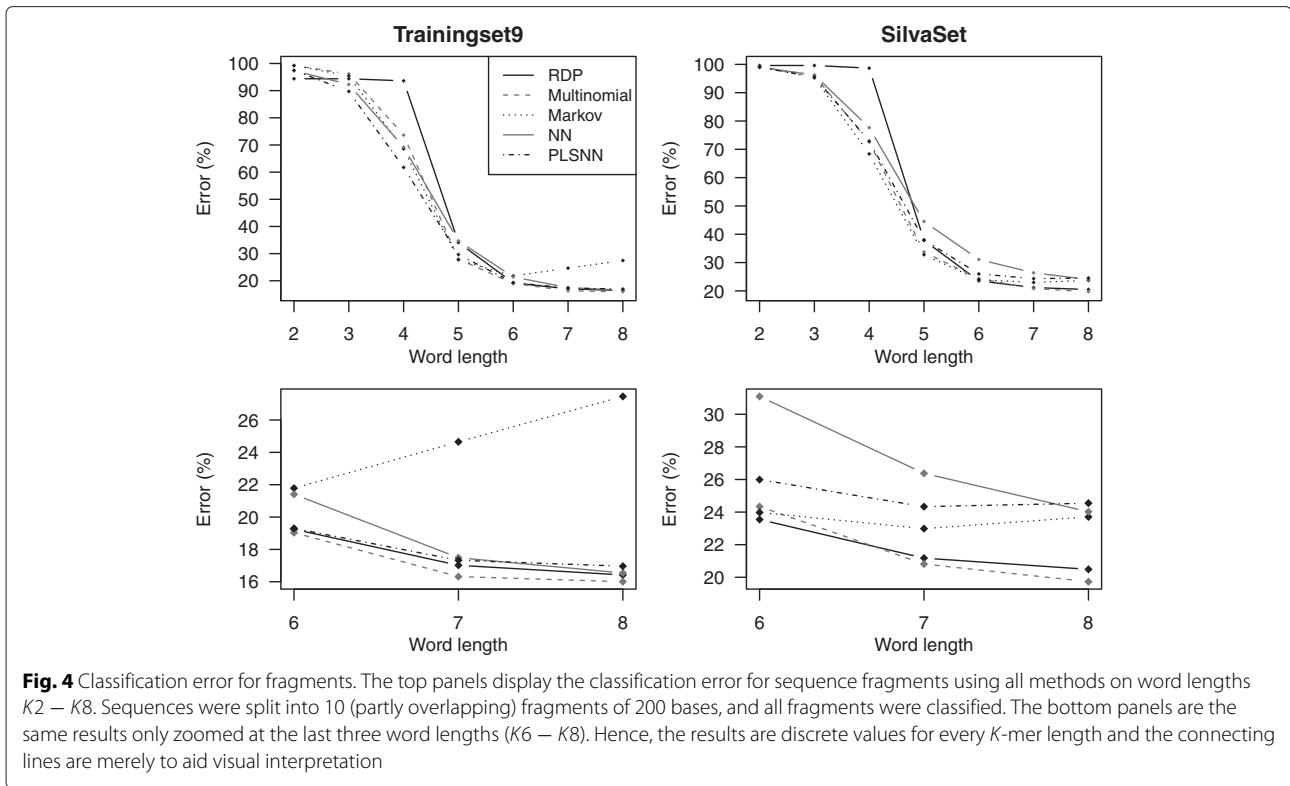 Trainingset9
SilvaSet
Error (%)
100
90
80
70
60
50
40
30
20
RDP
Multinomial
Markov
NN
PLSNN
2 3 4 5 6 7 8
Word length
Error (%)
100
90
80
70
60
50
40
30
20
2 3 4 5 6 7 8
Word length
Error (%)
26
24
22
20
18
16
6 7 8
Word length
Error (%)
30
28
26
24
22
20
6 7 8
Word length
Fig. 4 Classification error for fragments. The top panels display the classification error for sequence fragments using all methods on word lengths
K2 − K8. Sequences were split into 10 (partly overlapping) fragments of 200 bases, and all fragments were classified. The bottom panels are the
same results only zoomed at the last three word lengths (K6 − K8). Hence, the results are discrete values for every K-mer length and the connecting
lines are merely to aid visual interpretation